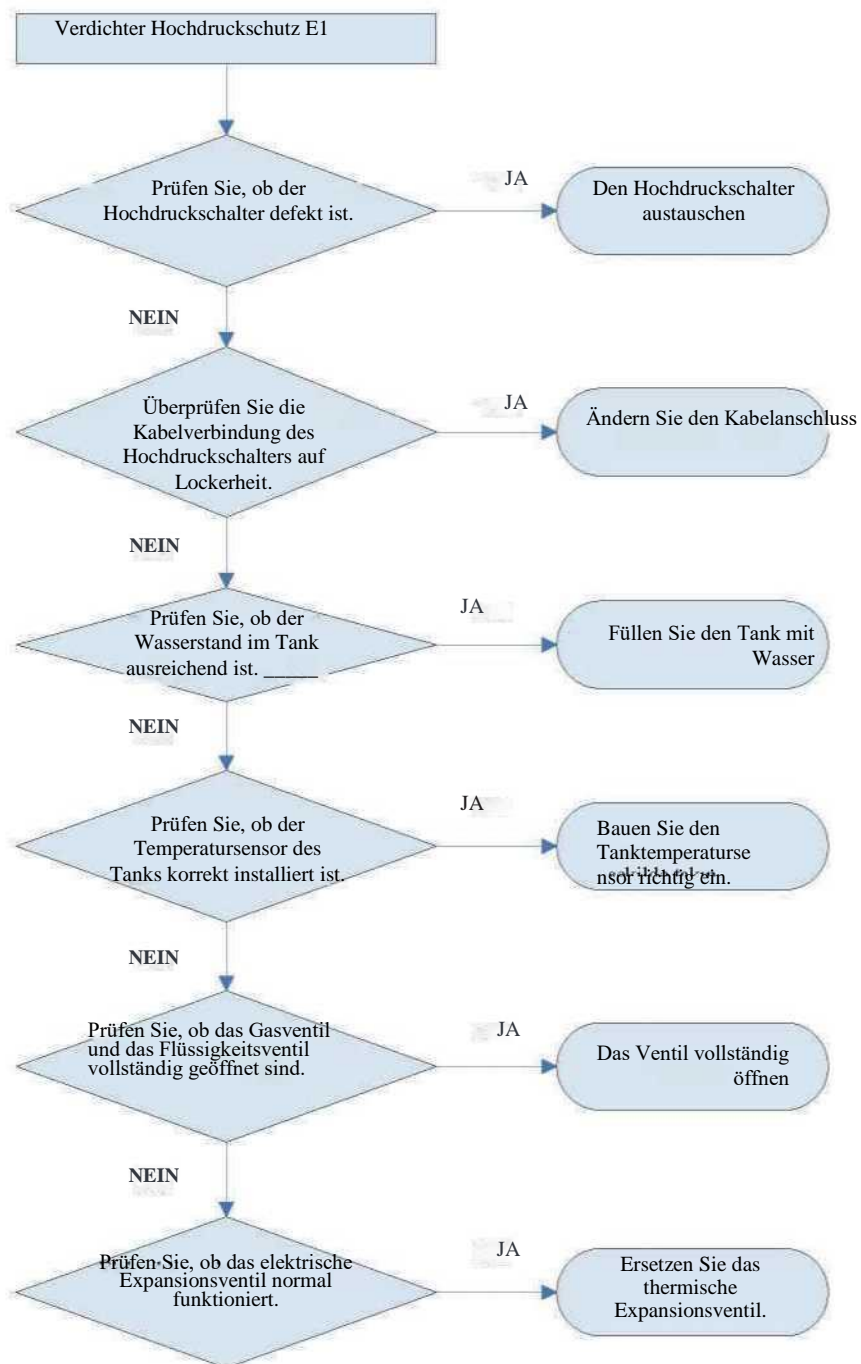 Verdichter Hochdruckschutz E1
Prüfen Sie, ob der
Hochdruckschalter defekt ist.
JA
Den Hochdruckschalter
austauschen
NEIN
Überprüfen Sie die
Kabelverbindung des
Hochdruckschalters auf
Lockerheit.
JA
Ändern Sie den Kabelanschluss
NEIN
Prüfen Sie, ob der
Wasserstand im Tank
ausreichend ist. _____
JA
Füllen Sie den Tank mit
Wasser
NEIN
Prüfen Sie, ob der
Temperatursensor des
Tanks korrekt installiert ist.
JA
Bauen Sie den
Tanktemperaturse
nsor richtig ein.
NEIN
Prüfen Sie, ob das Gasventil
und das Flüssigkeitsventil
vollständig geöffnet sind.
JA
Das Ventil vollständig
öffnen
NEIN
Prüfen Sie, ob das elektrische
Expansionsventil normal
funktioniert.
JA
Ersetzen Sie das
thermische
Expansionsventil.